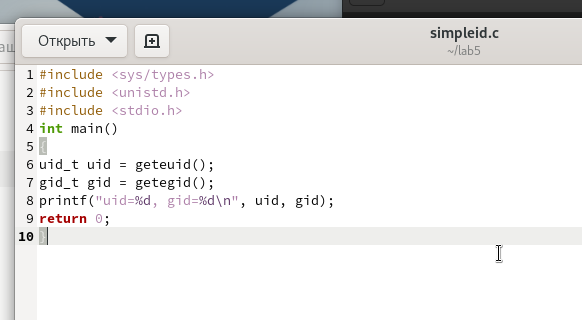 Открыть
simpleid.c
~/lab5
1 #include <sys/types.h>
2 #include <unistd.h>
3 #include <stdio.h>
4 int main()
5 {
6 uid_t uid = geteuid();
7 gid_t gid = getegid();
8 printf("uid=%d, gid=%d\n", uid, gid);
9 return 0;
10 }